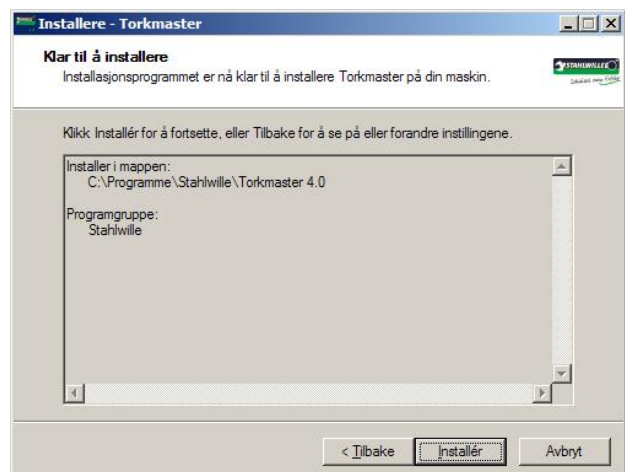 Installere - Torkmaster
Klar til å installere
Installasjonsprogrammet er nå klar til å installere Torkmaster på din maskin.
STAHLWILLE
Klikk Installér for å fortsette, eller Tilbake for å se på eller forandre instillingene.
Installer i mappen:
C:\Programme\Stahlwille\Torkmaster 4.0
Programgruppe:
Stahlwille
< Tilbake
Installér
Avbryt